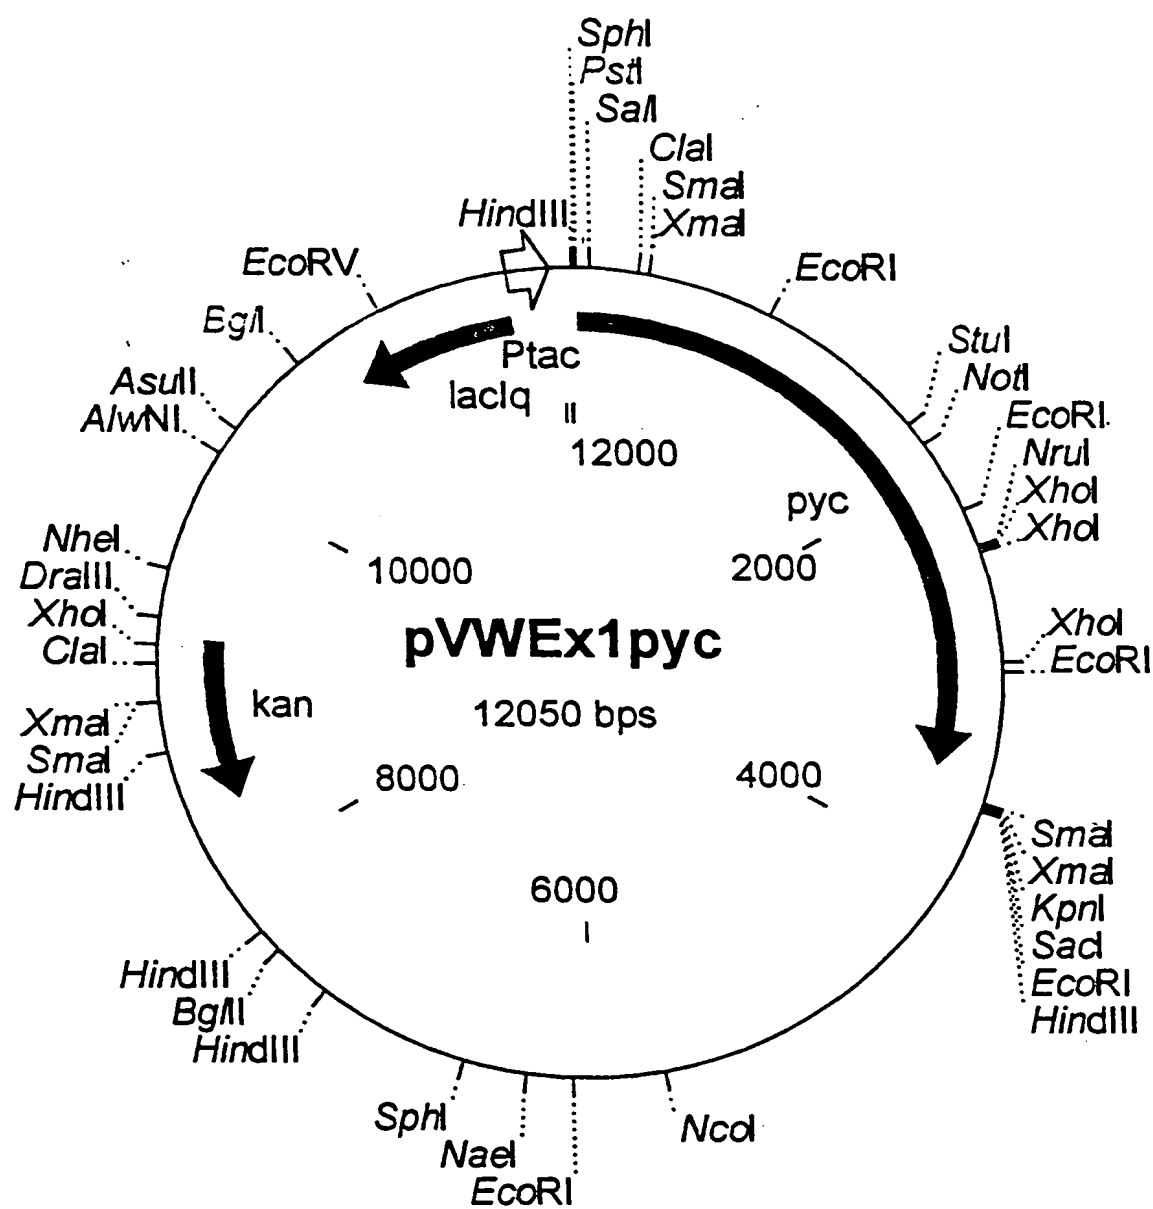 SphI
PstI
SalI
ClaI
SmaI
XmaI
HindIII
EcoRI
EcoRV
BglI
AsuII
AlwNI
StuI
NotI
EcoRI
NruI
XhoI
XhoI
Ptac
lacIq
12000
pyc
NheI
DraIII
XhoI
ClaI
10000
2000
pVWEx1pyc
12050 bps
XhoI
EcoRI
kan
XmaI
SmaI
HindIII
8000
4000
6000
SmaI
XmaI
KpnI
SacI
EcoRI
HindIII
HindIII
BglII
HindIII
SphI
NaeI
EcoRI
NcoI